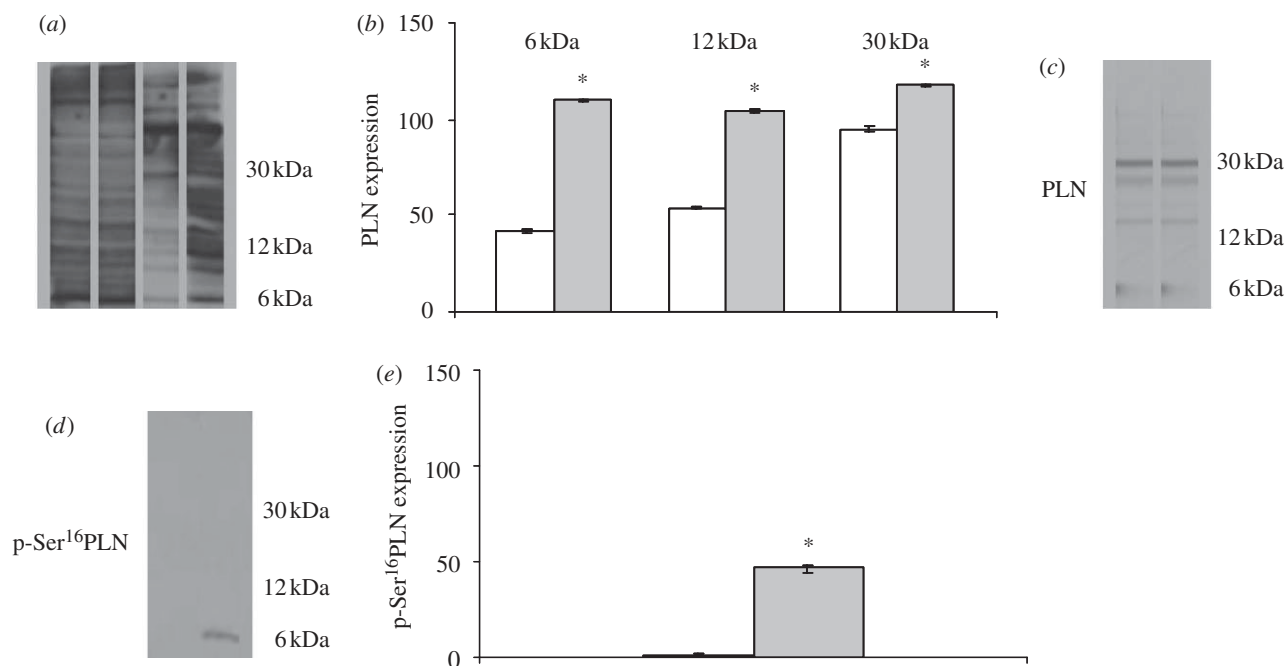 (a)
30 kDa
12 kDa
6 kDa
(b)
150
100
50
0
PLN expression
6 kDa
12 kDa
30 kDa
*
*
*
(c)
PLN
30 kDa
12 kDa
6 kDa
(d)
p-Ser¹⁶PLN
30 kDa
12 kDa
6 kDa
(e)
150
100
50
0
p-Ser¹⁶PLN expression
*